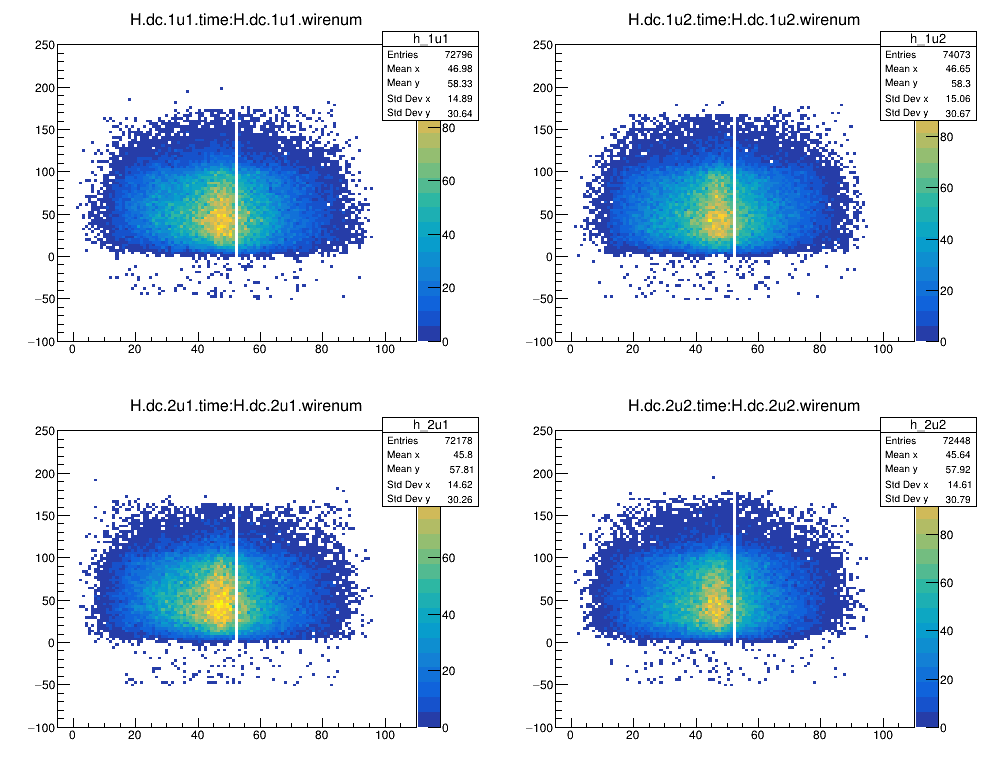 H.dc.1u1.time:H.dc.1u1.wirenum
h_1u1
Entries 72796
Mean x 46.98
Mean y 58.33
Std Dev x 14.89
Std Dev y 30.64
250
200
150
100
50
0
−50
−100
0 20 40 60 80 100
80
60
40
20
0
H.dc.1u2.time:H.dc.1u2.wirenum
h_1u2
Entries 74073
Mean x 46.65
Mean y 58.3
Std Dev x 15.06
Std Dev y 30.67
250
200
150
100
50
0
−50
−100
0 20 40 60 80 100
80
60
40
20
0
H.dc.2u1.time:H.dc.2u1.wirenum
h_2u1
Entries 72178
Mean x 45.8
Mean y 57.81
Std Dev x 14.62
Std Dev y 30.26
250
200
150
100
50
0
−50
−100
0 20 40 60 80 100
60
40
20
0
H.dc.2u2.time:H.dc.2u2.wirenum
h_2u2
Entries 72448
Mean x 45.64
Mean y 57.92
Std Dev x 14.61
Std Dev y 30.79
250
200
150
100
50
0
−50
−100
0 20 40 60 80 100
80
60
40
20
0